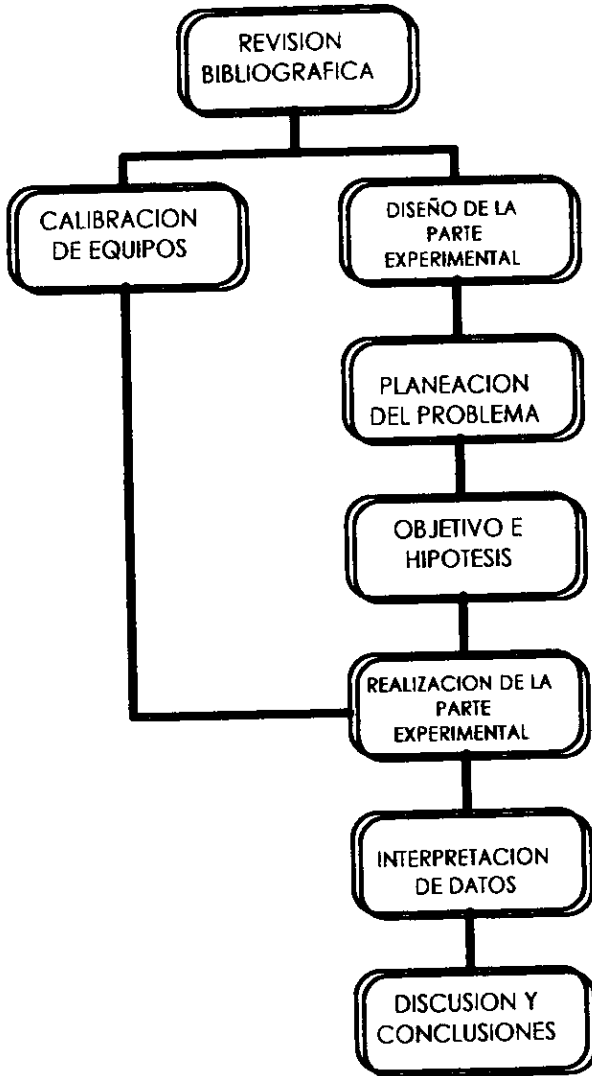 REVISION
BIBLIOGRAFICA
CALIBRACION
DE EQUIPOS
DISEÑO DE LA
PARTE
EXPERIMENTAL
PLANEACION
DEL PROBLEMA
OBJETIVO E
HIPOTESIS
REALIZACION DE LA
PARTE
EXPERIMENTAL
INTERPRETACION
DE DATOS
DISCUSION Y
CONCLUSIONES